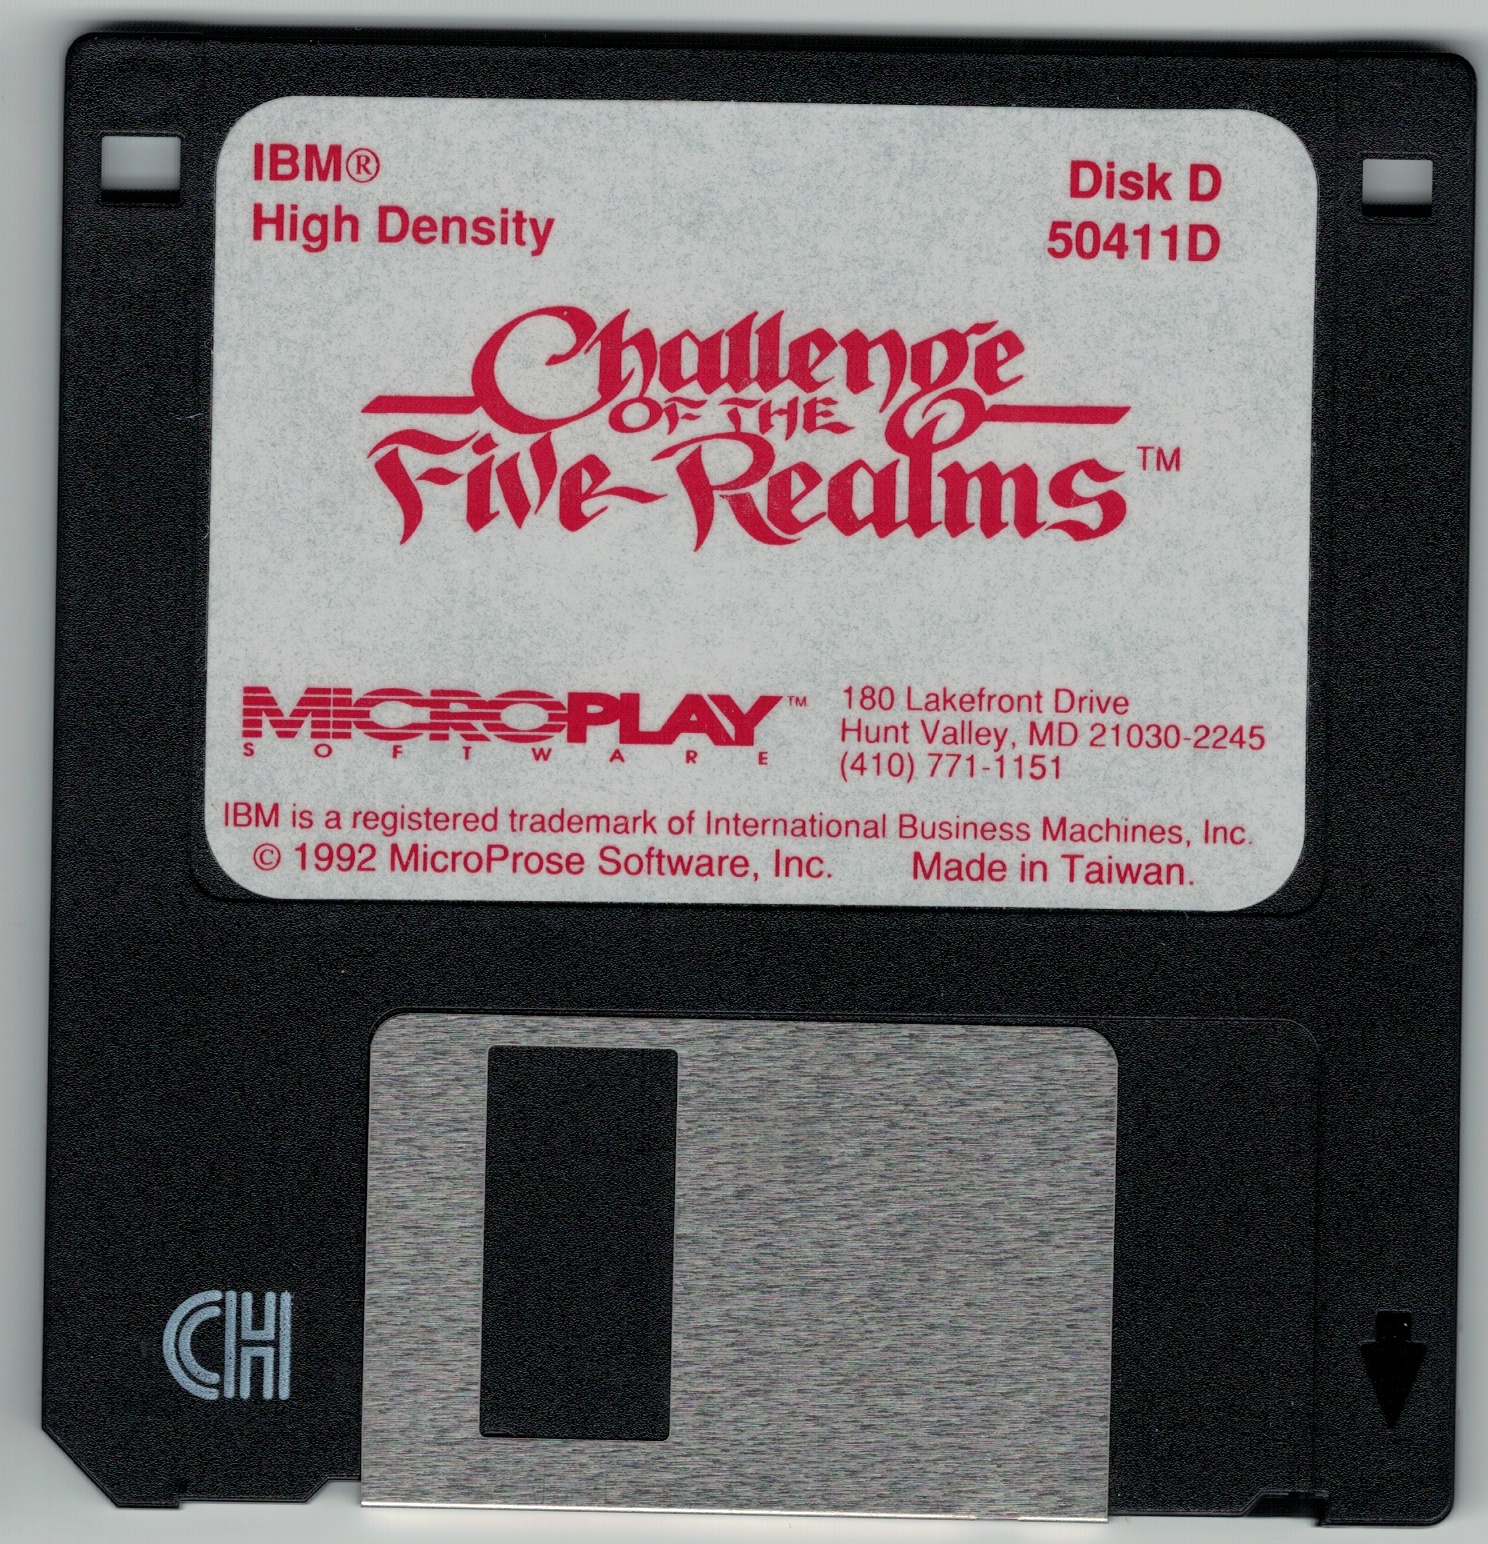 IBM®
High Density
Disk D
50411D
Challenge
OF THE
Five Realms™
MICROPLAY™
SOFTWARE
180 Lakefront Drive
Hunt Valley, MD 21030-2245
(410) 771-1151
IBM is a registered trademark of International Business Machines, Inc.
© 1992 MicroProse Software, Inc. Made in Taiwan.
CH